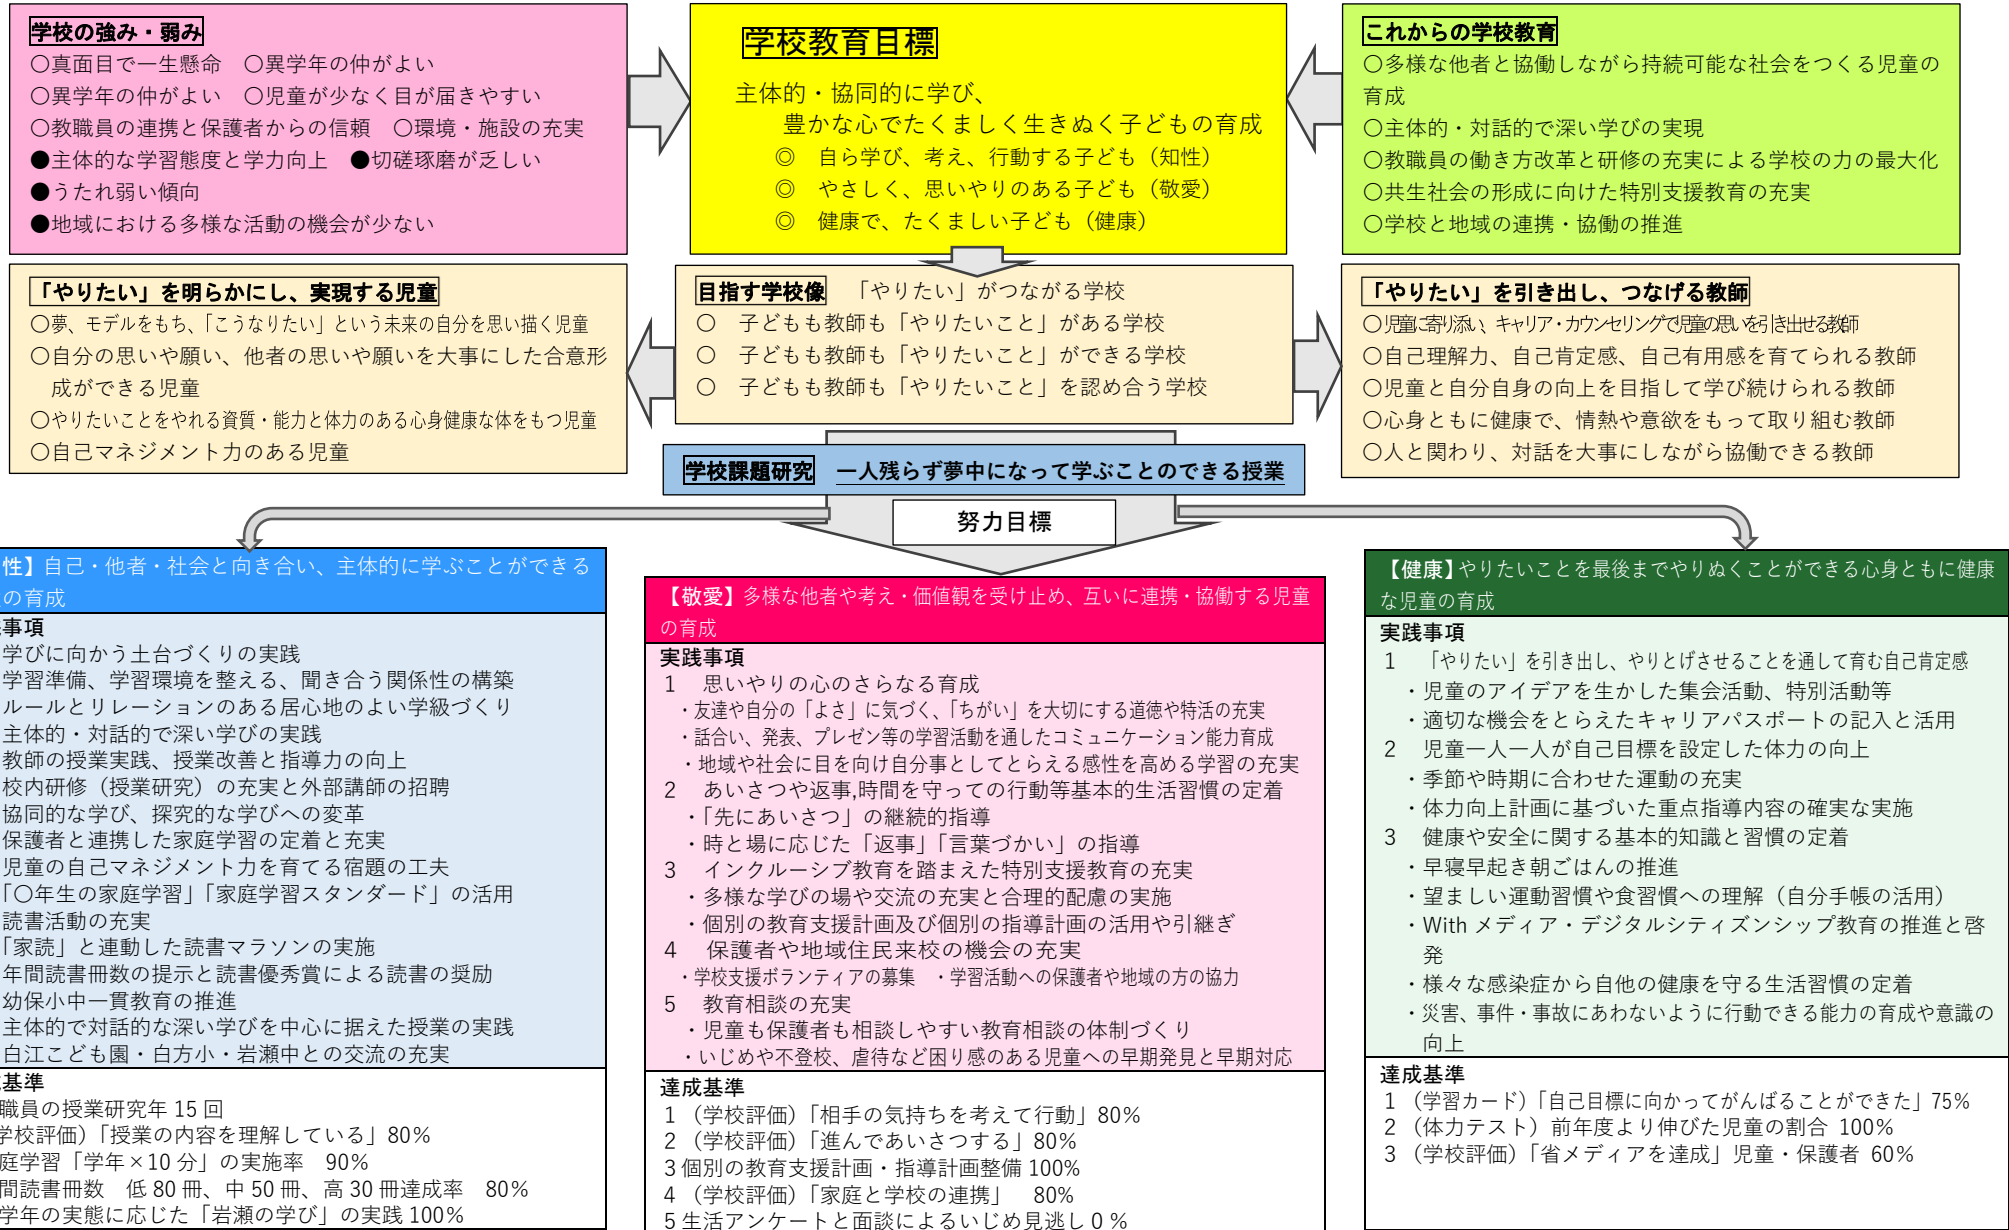 学校の強み・弱み
〇真面目で一生懸命　〇異学年の仲がよい
〇異学年の仲がよい　〇児童が少なく目が届きやすい
〇教職員の連携と保護者からの信頼　〇環境・施設の充実
●主体的な学習態度と学力向上　●切磋琢磨が乏しい
●うたれ弱い傾向
●地域における多様な活動の機会が少ない
学校教育目標
主体的・協同的に学び、
豊かな心でたくましく生きぬく子どもの育成
◎　自ら学び、考え、行動する子ども（知性）
◎　やさしく、思いやりのある子ども（敬愛）
◎　健康で、たくましい子ども（健康）
これからの学校教育
〇多様な他者と協働しながら持続可能な社会をつくる児童の
育成
〇主体的・対話的で深い学びの実現
〇教職員の働き方改革と研修の充実による学校の力の最大化
〇共生社会の形成に向けた特別支援教育の充実
〇学校と地域の連携・協働の推進
「やりたい」を明らかにし、実現する児童
〇夢、モデルをもち、「こうなりたい」という未来の自分を思い描く児童
〇自分の思いや願い、他者の思いや願いを大事にした合意形
成ができる児童
〇やりたいことをやれる資質・能力と体力のある心身健康な体をもつ児童
〇自己マネジメント力のある児童
目指す学校像　「やりたい」がつながる学校
〇　子どもも教師も「やりたいこと」がある学校
〇　子どもも教師も「やりたいこと」ができる学校
〇　子どもも教師も「やりたいこと」を認め合う学校
「やりたい」を引き出し、つなげる教師
〇児童に寄り添い、キャリア・カウンセリングで児童の思いを引き出せる教師
〇自己理解力、自己肯定感、自己有用感を育てられる教師
〇児童と自分自身の向上を目指して学び続けられる教師
〇心身ともに健康で、情熱や意欲をもって取り組む教師
〇人と関わり、対話を大事にしながら協働できる教師
学校課題研究　一人残らず夢中になって学ぶことのできる授業
努力目標
性】自己・他者・社会と向き合い、主体的に学ぶことができる
の育成
事項
学びに向かう土台づくりの実践
学習準備、学習環境を整える、聞き合う関係性の構築
ルールとリレーションのある居心地のよい学級づくり
主体的・対話的で深い学びの実践
教師の授業実践、授業改善と指導力の向上
校内研修（授業研究）の充実と外部講師の招聘
協同的な学び、探究的な学びへの変革
保護者と連携した家庭学習の定着と充実
児童の自己マネジメント力を育てる宿題の工夫
「〇年生の家庭学習」「家庭学習スタンダード」の活用
読書活動の充実
「家読」と連動した読書マラソンの実施
年間読書冊数の提示と読書優秀賞による読書の奨励
幼保小中一貫教育の推進
主体的で対話的な深い学びを中心に据えた授業の実践
白江こども園・白方小・岩瀬中との交流の充実
基準
職員の授業研究年 15 回
学校評価）「授業の内容を理解している」80％
庭学習「学年×10 分」の実施率　90％
間読書冊数　低 80 冊、中 50 冊、高 30 冊達成率　80％
学年の実態に応じた「岩瀬の学び」の実践 100％
【敬愛】多様な他者や考え・価値観を受け止め、互いに連携・協働する児童
の育成
実践事項
1　思いやりの心のさらなる育成
・友達や自分の「よさ」に気づく、「ちがい」を大切にする道徳や特活の充実
・話合い、発表、プレゼン等の学習活動を通したコミュニケーション能力育成
・地域や社会に目を向け自分事としてとらえる感性を高める学習の充実
2　あいさつや返事,時間を守っての行動等基本的生活習慣の定着
・「先にあいさつ」の継続的指導
・時と場に応じた「返事」「言葉づかい」の指導
3　インクルーシブ教育を踏まえた特別支援教育の充実
・多様な学びの場や交流の充実と合理的配慮の実施
・個別の教育支援計画及び個別の指導計画の活用や引継ぎ
4　保護者や地域住民来校の機会の充実
・学校支援ボランティアの募集　・学習活動への保護者や地域の方の協力
5　教育相談の充実
・児童も保護者も相談しやすい教育相談の体制づくり
・いじめや不登校、虐待など困り感のある児童への早期発見と早期対応
達成基準
1 （学校評価）「相手の気持ちを考えて行動」80％
2 （学校評価）「進んであいさつする」80％
3 個別の教育支援計画・指導計画整備 100％
4 （学校評価）「家庭と学校の連携」　80％
5 生活アンケートと面談によるいじめ見逃し 0 ％
【健康】やりたいことを最後までやりぬくことができる心身ともに健康
な児童の育成
実践事項
1　「やりたい」を引き出し、やりとげさせることを通して育む自己肯定感
・児童のアイデアを生かした集会活動、特別活動等
・適切な機会をとらえたキャリアパスポートの記入と活用
2　児童一人一人が自己目標を設定した体力の向上
・季節や時期に合わせた運動の充実
・体力向上計画に基づいた重点指導内容の確実な実施
3　健康や安全に関する基本的知識と習慣の定着
・早寝早起き朝ごはんの推進
・望ましい運動習慣や食習慣への理解（自分手帳の活用）
・With メディア・デジタルシティズンシップ教育の推進と啓
発
・様々な感染症から自他の健康を守る生活習慣の定着
・災害、事件・事故にあわないように行動できる能力の育成や意識の
向上
達成基準
1 （学習カード）「自己目標に向かってがんばることができた」75％
2 （体力テスト）前年度より伸びた児童の割合 100％
3 （学校評価）「省メディアを達成」児童・保護者 60％